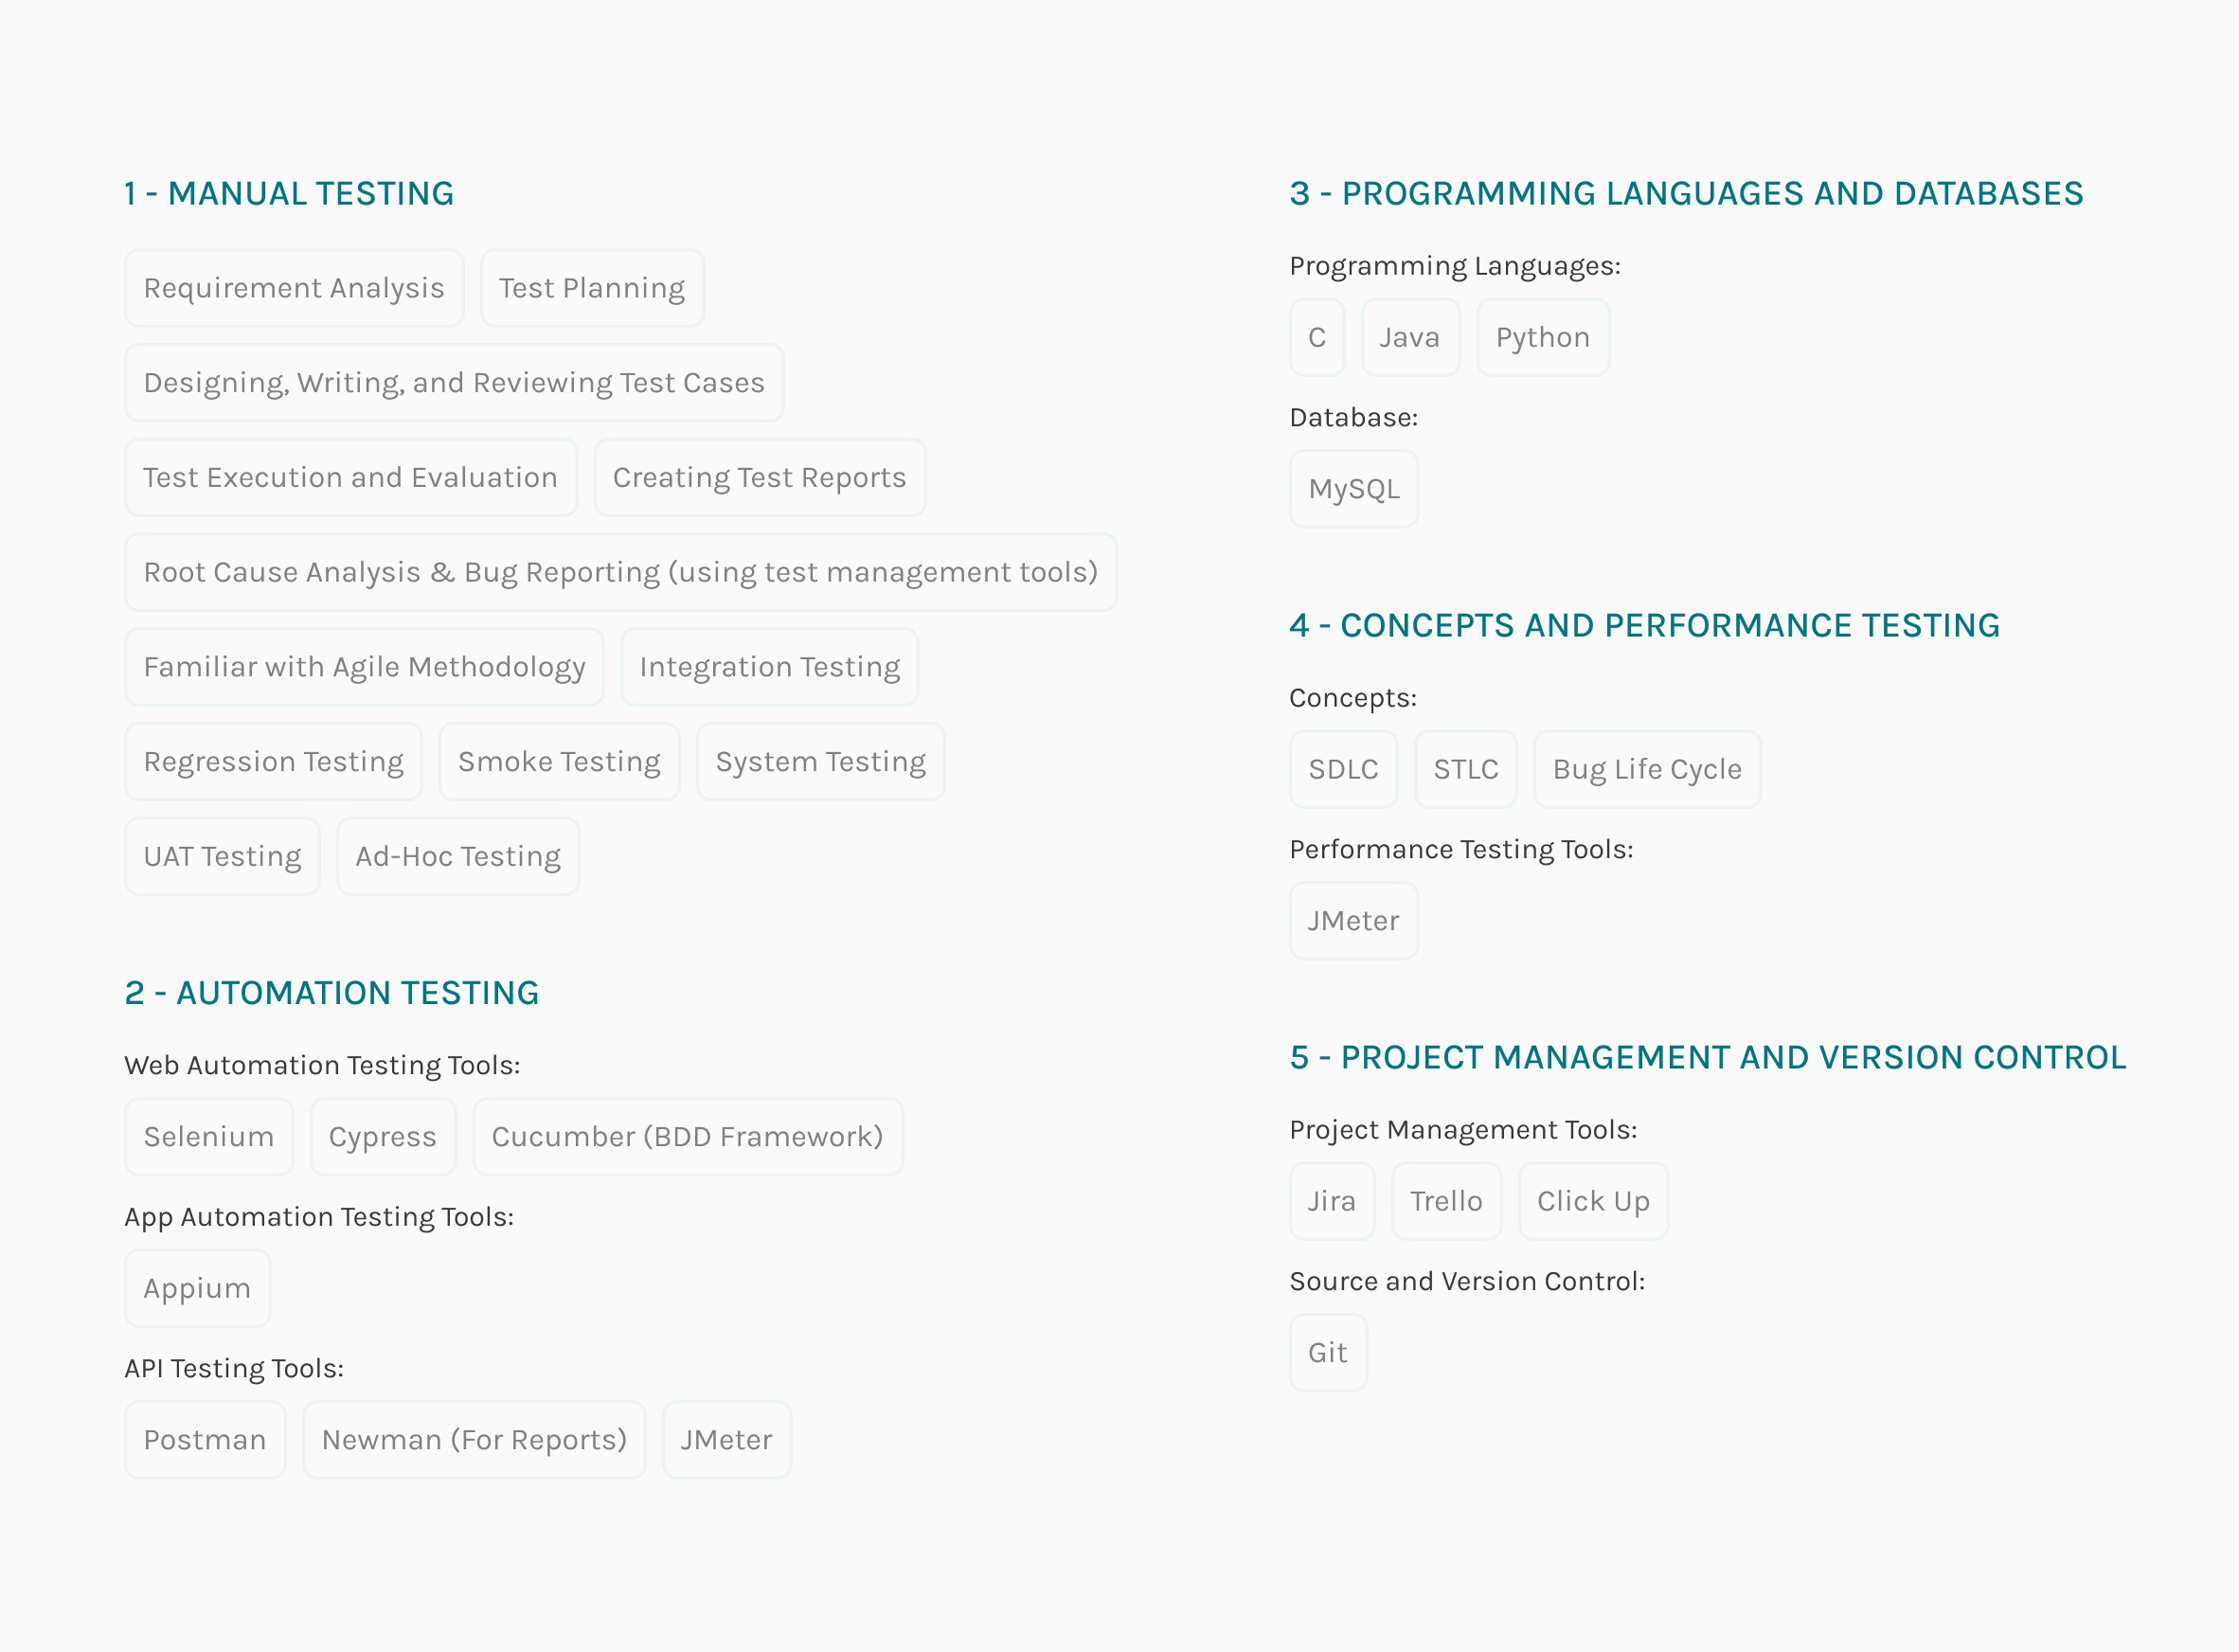 1 - MANUAL TESTING
Requirement Analysis Test Planning
Designing, Writing, and Reviewing Test Cases
Test Execution and Evaluation Creating Test Reports
Root Cause Analysis & Bug Reporting (using test management tools)
Familiar with Agile Methodology Integration Testing
Regression Testing Smoke Testing System Testing
UAT Testing Ad-Hoc Testing
2 - AUTOMATION TESTING
Web Automation Testing Tools:
Selenium Cypress Cucumber (BDD Framework)
App Automation Testing Tools:
Appium
API Testing Tools:
Postman Newman (For Reports) JMeter
3 - PROGRAMMING LANGUAGES AND DATABASES
Programming Languages:
C Java Python
Database:
MySQL
4 - CONCEPTS AND PERFORMANCE TESTING
Concepts:
SDLC STLC Bug Life Cycle
Performance Testing Tools:
JMeter
5 - PROJECT MANAGEMENT AND VERSION CONTROL
Project Management Tools:
Jira Trello Click Up
Source and Version Control:
Git